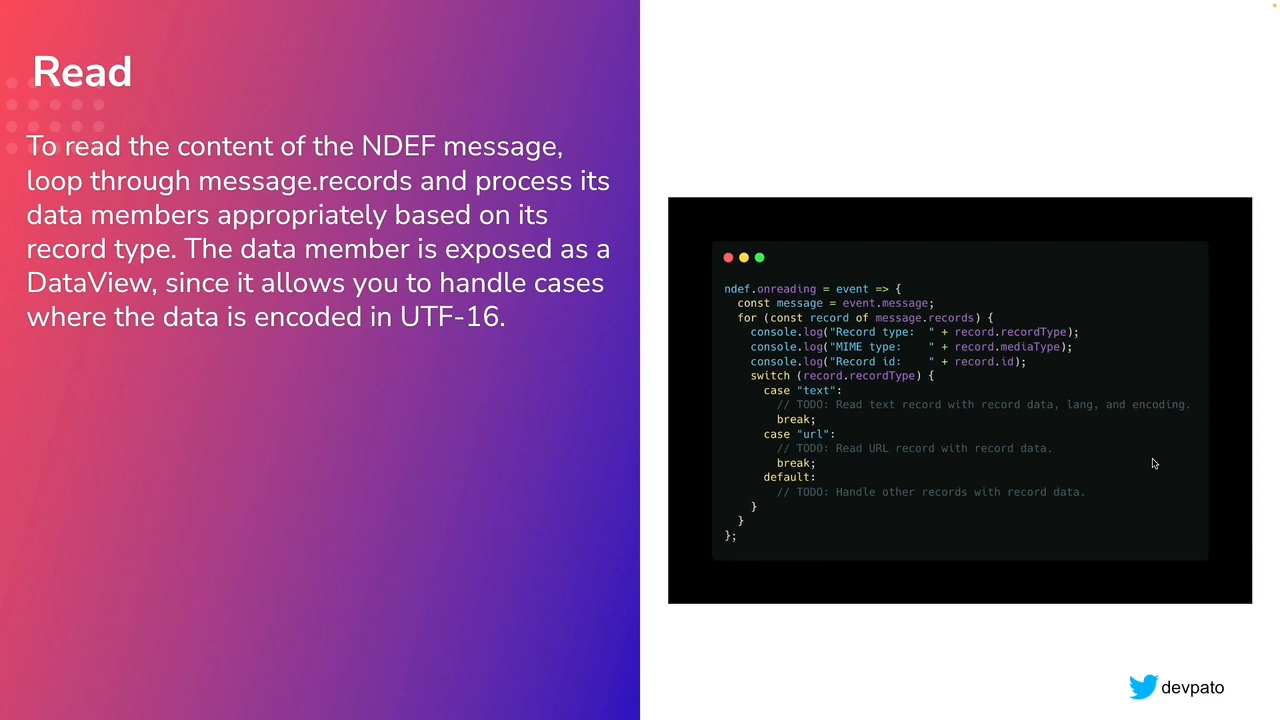 Read
To read the content of the NDEF message,
loop through message.records and process its
data members appropriately based on its
record type. The data member is exposed as a
DataView, since it allows you to handle cases
where the data is encoded in UTF-16.
ndef.onreading = event => {
  const message = event.message;
  for (const record of message.records) {
    console.log("Record type:  " + record.recordType);
    console.log("MIME type:    " + record.mediaType);
    console.log("Record id:    " + record.id);
    switch (record.recordType) {
      case "text":
        // TODO: Read text record with record data, lang, and encoding.
        break;
      case "url":
        // TODO: Read URL record with record data.
        break;
      default:
        // TODO: Handle other records with record data.
    }
  }
};
devpato